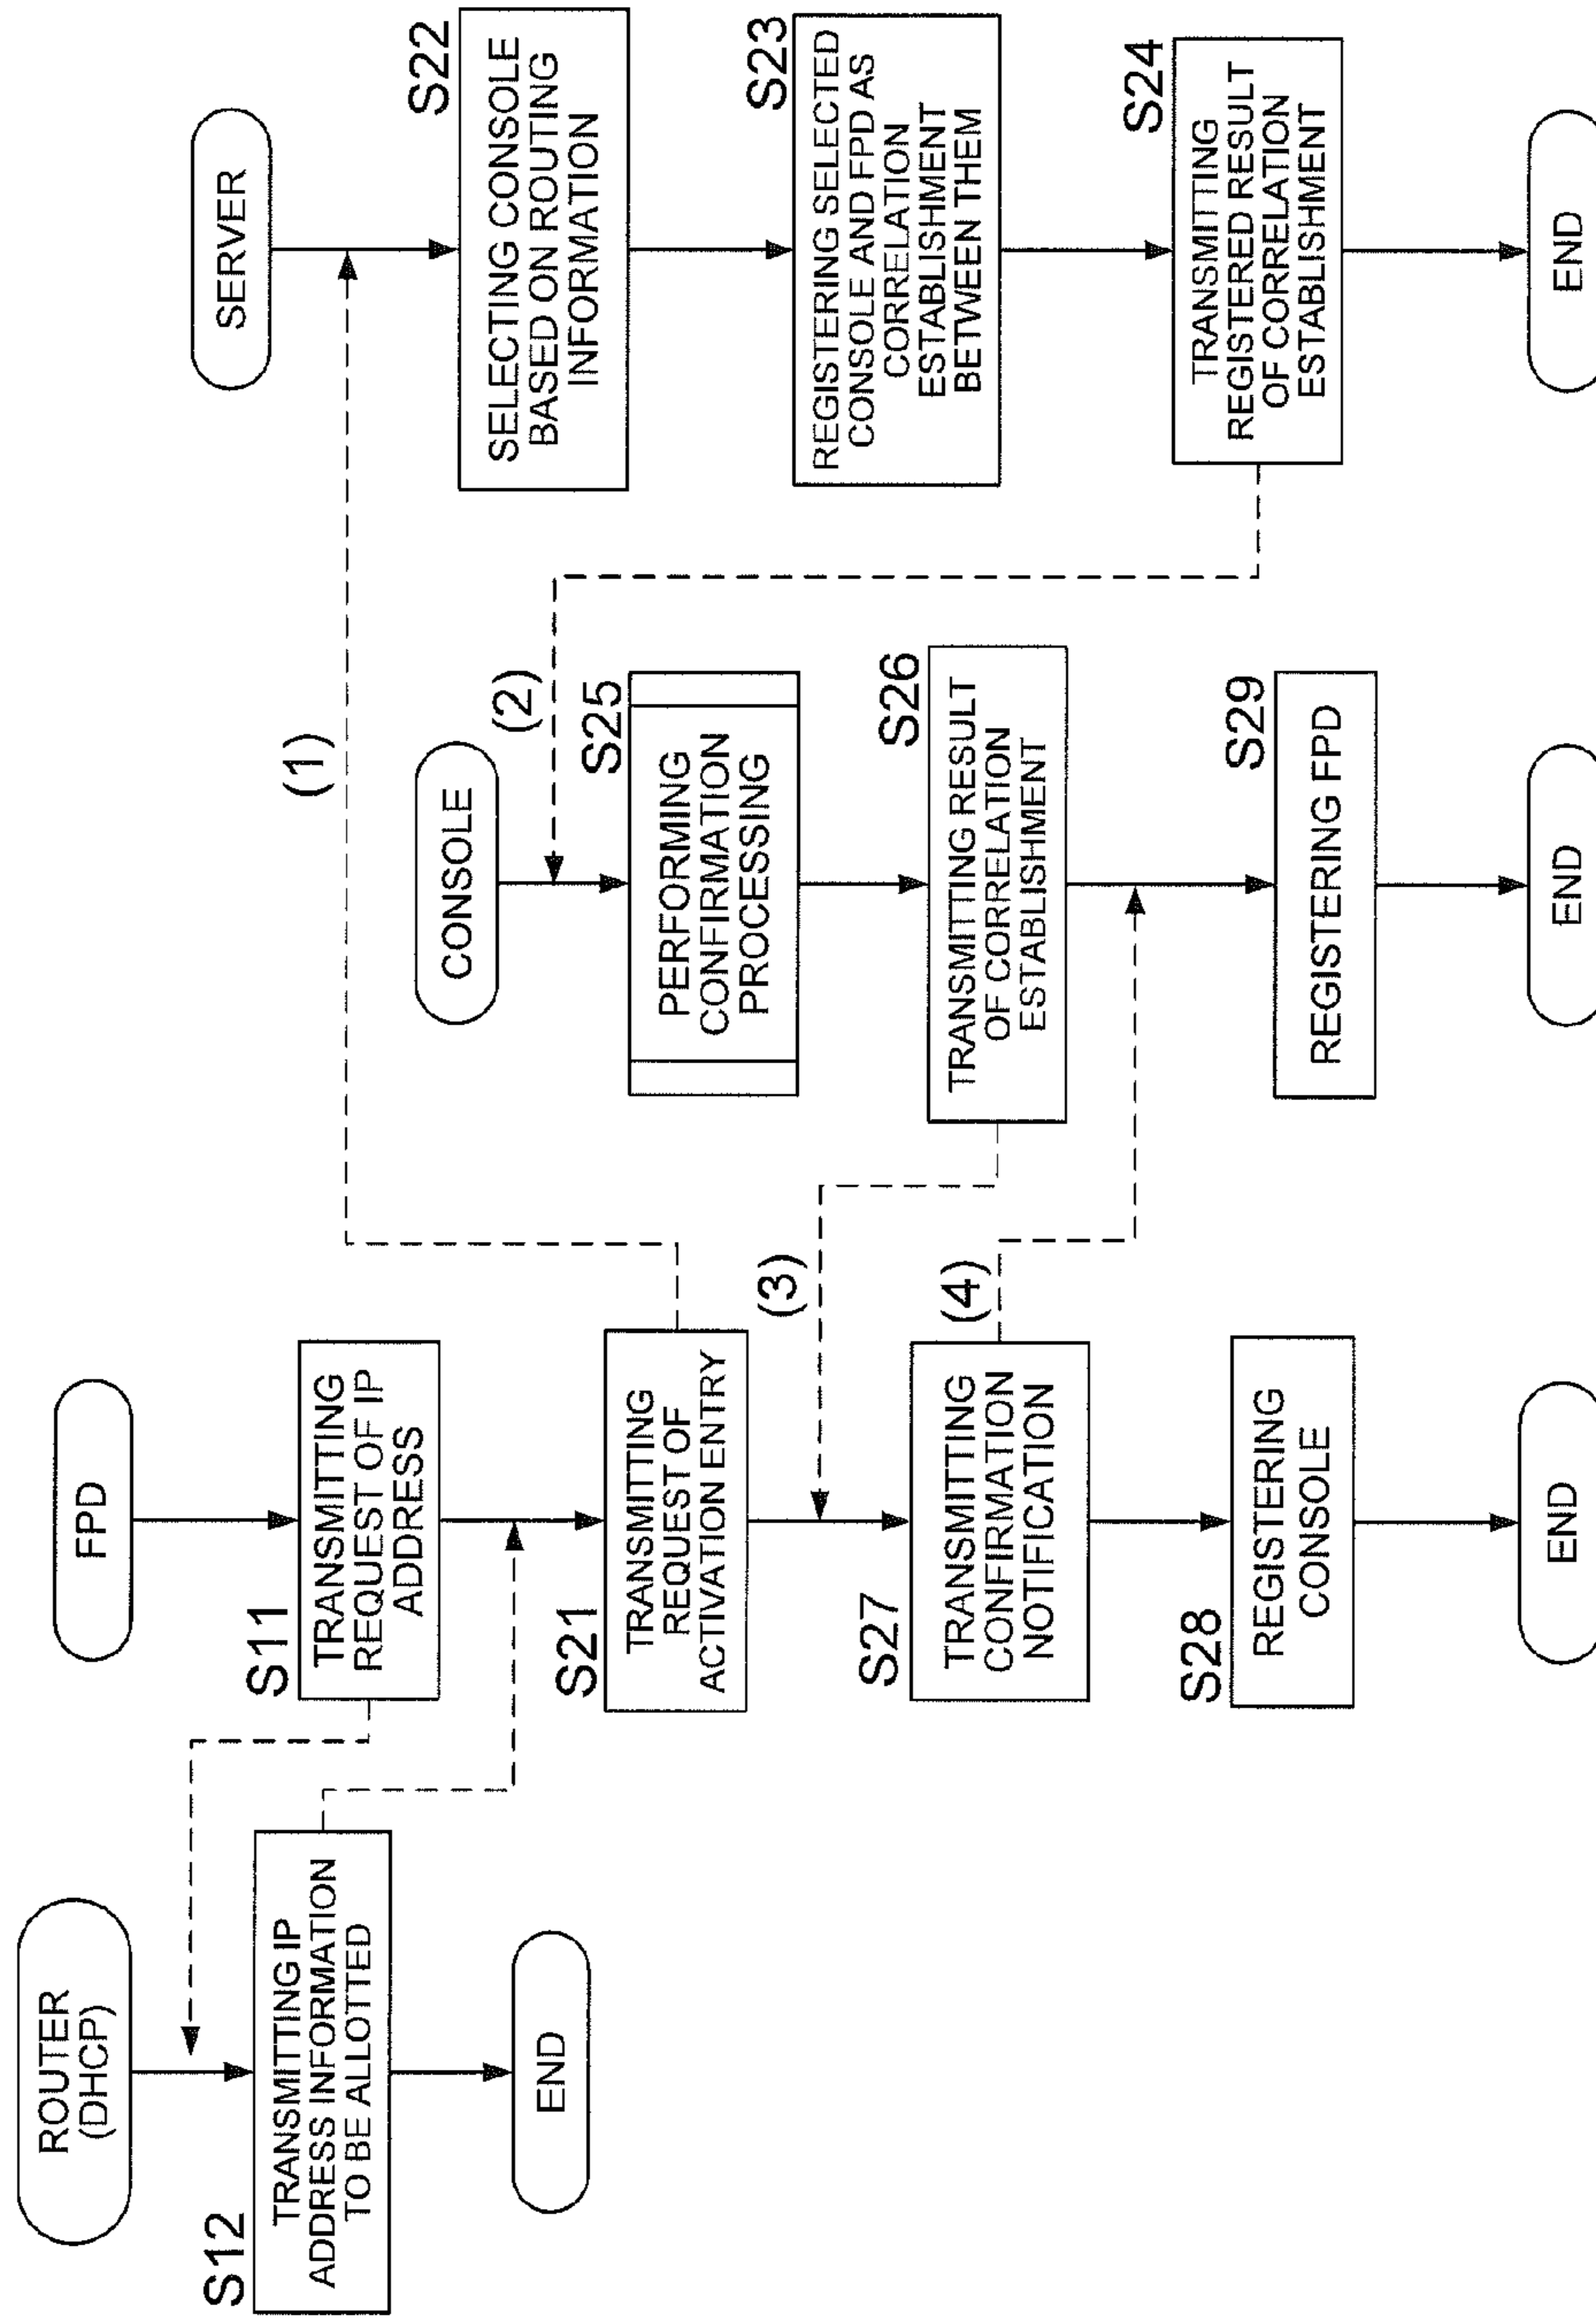 ROUTER
(DHCP)
S12
TRANSMITTING IP
ADDRESS INFORMATION
TO BE ALLOTTED
END
FPD
S11
TRANSMITTING
REQUEST OF IP
ADDRESS
S21
TRANSMITTING
REQUEST OF
ACTIVATION ENTRY
(3)
S27
TRANSMITTING
CONFIRMATION
NOTIFICATION
(4)
S28
REGISTERING
CONSOLE
END
(1)
CONSOLE
(2)
S25
PERFORMING
CONFIRMATION
PROCESSING
S26
TRANSMITTING RESULT
OF CORRELATION
ESTABLISHMENT
S29
REGISTERING FPD
END
SERVER
S22
SELECTING CONSOLE
BASED ON ROUTING
INFORMATION
S23
REGISTERING SELECTED
CONSOLE AND FPD AS
CORRELATION
ESTABLISHMENT
BETWEEN THEM
S24
TRANSMITTING
REGISTERED RESULT
OF CORRELATION
ESTABLISHMENT
END